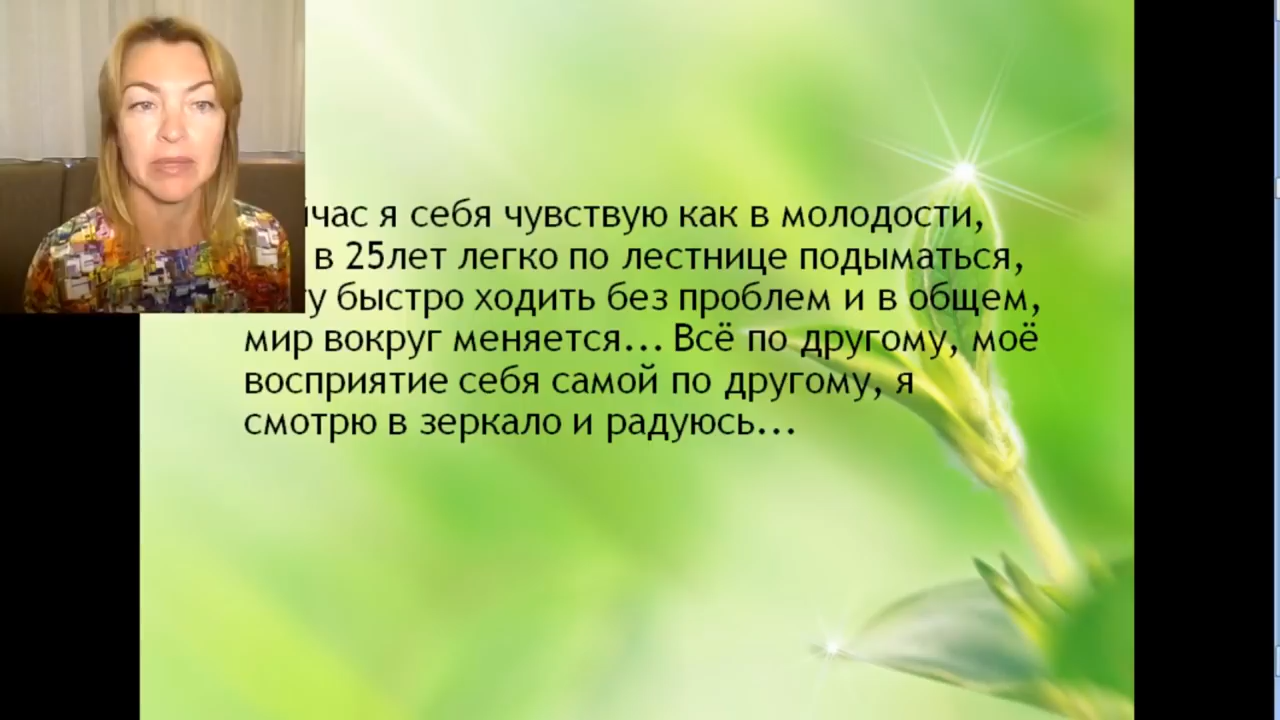 я себя чувствую как в молодости,
в 25лет легко по лестнице подыматься,
быстро ходить без проблем и в общем,
мир вокруг меняется... Всё по другому, моё
восприятие себя самой по другому, я
смотрю в зеркало и радуюсь...